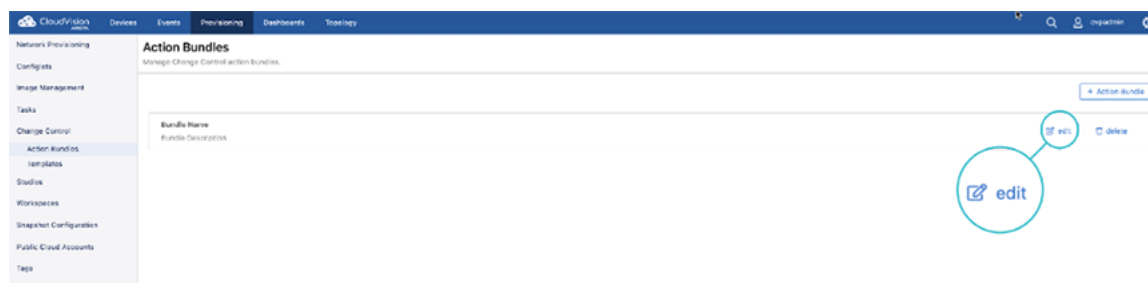 CloudVision Devices Events Provisioning Dashboards Topology cvpadmin
ARISTA
Network Provisioning
Configlets
Image Management
Tasks
Change Control
Action Bundles
Templates
Studios
Workspaces
Snapshot Configuration
Public Cloud Accounts
Tags
Action Bundles
Manage Change Control action bundles.
+ Action Bundle
Bundle Name
Bundle Description
edit delete
edit